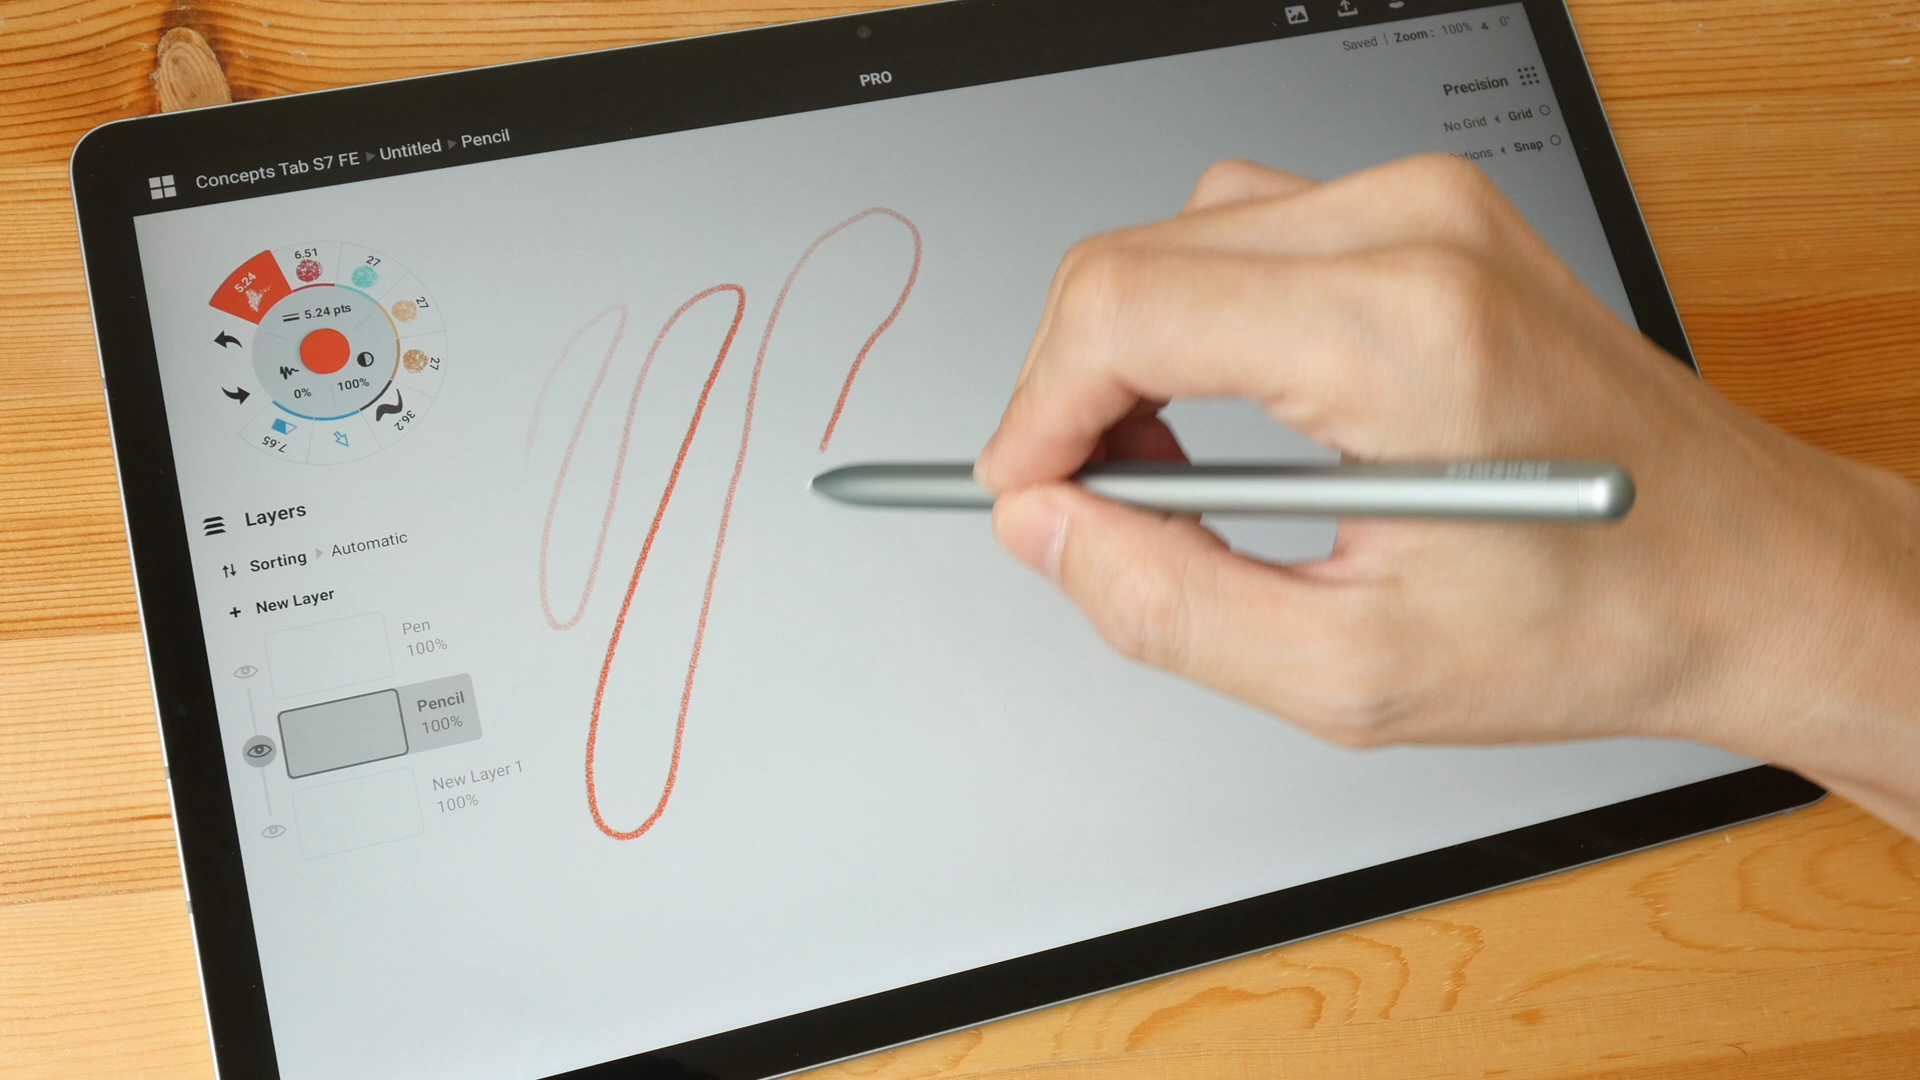 PRO
Saved | Zoom: 100% 0°
Concepts Tab S7 FE Untitled Pencil
Precision
No Grid Grid
Snap
5.24
6.51
27
27
27
36.2
7.65
5.24 pts
0%
100%
Layers
Sorting Automatic
+ New Layer
Pen
100%
Pencil
100%
New Layer 1
100%
SAMSUNG